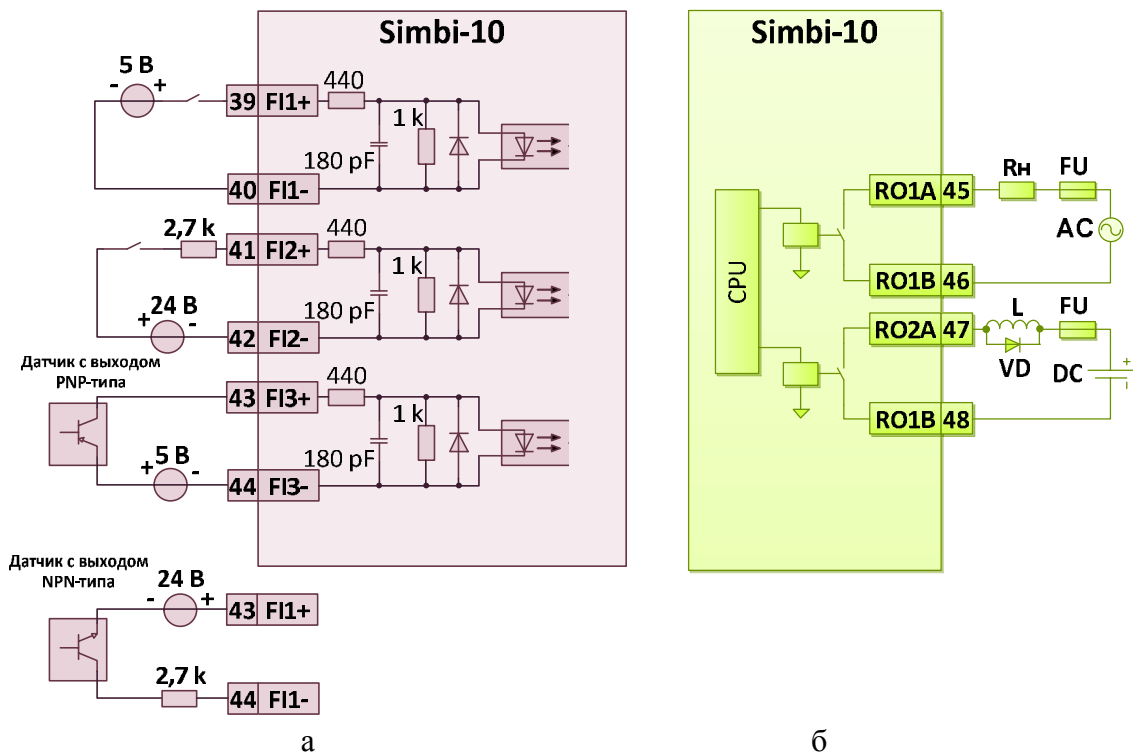 Simbi-10
5 В
- +
39 FI1+
440
1 k
180 pF
40 FI1-
2,7 k
41 FI2+
440
1 k
180 pF
24 В
+ -
42 FI2-
Датчик с выходом
PNP-типа
43 FI3+
440
1 k
180 pF
5 В
+ -
44 FI3-
Датчик с выходом
NPN-типа
24 В
- +
43 FI1+
2,7 k
44 FI1-
а
Simbi-10
CPU
RO1A 45
Rн
FU
AC
RO1B 46
RO2A 47
L
FU
VD
DC
+
-
RO1B 48
б